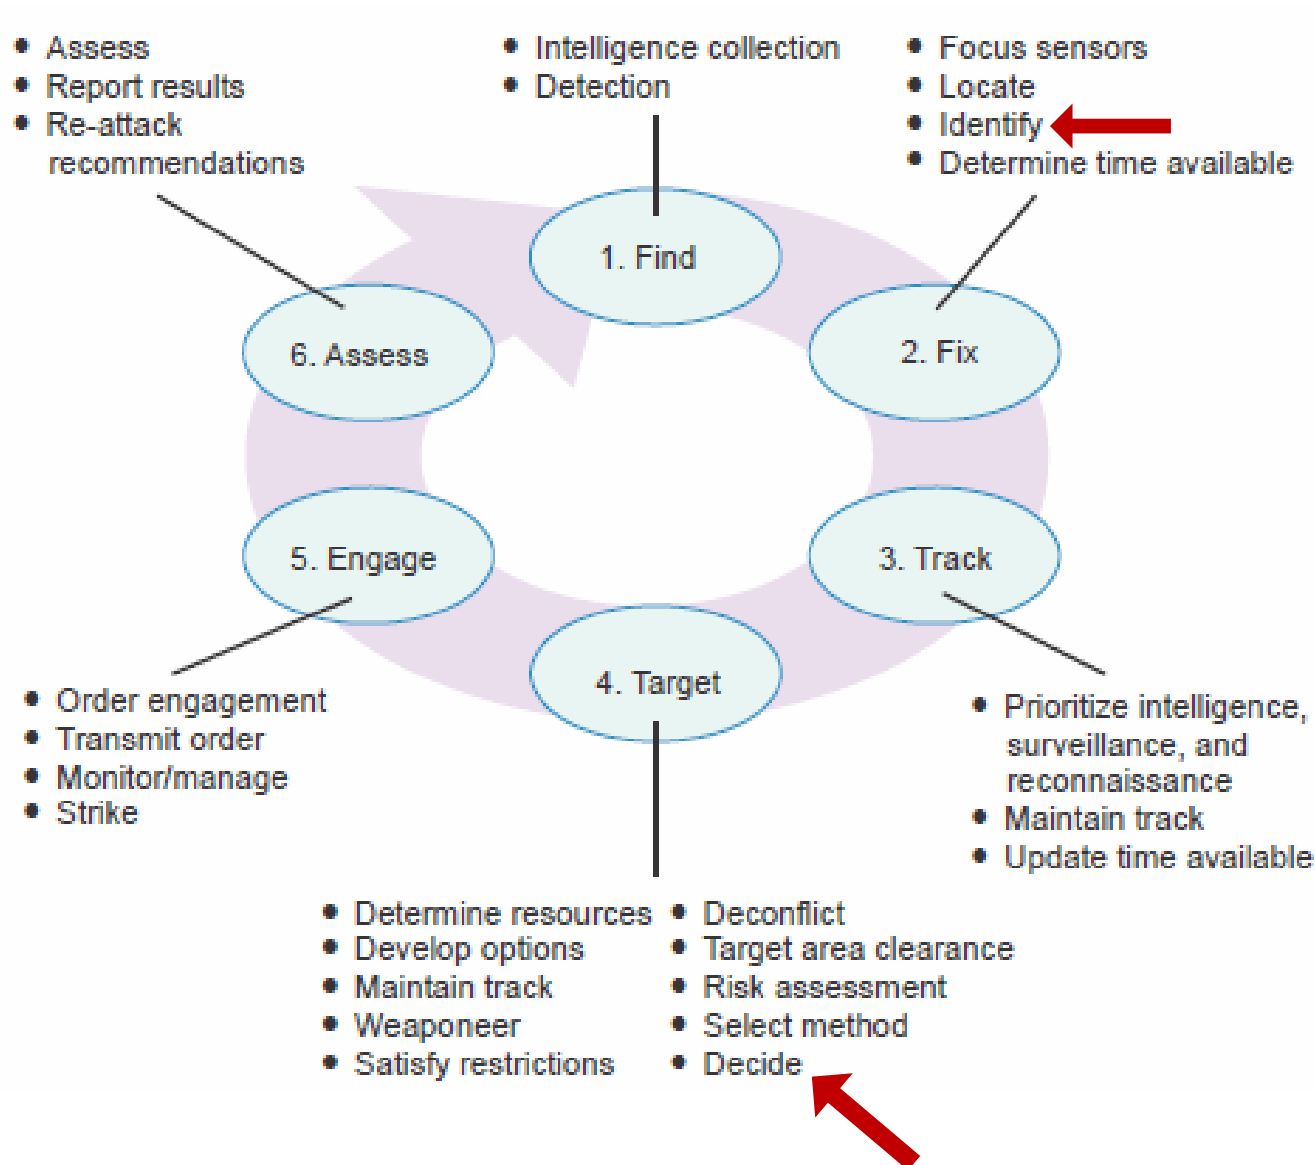 • Assess
• Report results
• Re-attack
recommendations
• Intelligence collection
• Detection
• Focus sensors
• Locate
• Identify
• Determine time available
1. Find
2. Fix
3. Track
• Prioritize intelligence,
surveillance, and
reconnaissance
• Maintain track
• Update time available
4. Target
• Determine resources
• Develop options
• Maintain track
• Weaponeer
• Satisfy restrictions
• Deconflict
• Target area clearance
• Risk assessment
• Select method
• Decide
5. Engage
• Order engagement
• Transmit order
• Monitor/manage
• Strike
6. Assess